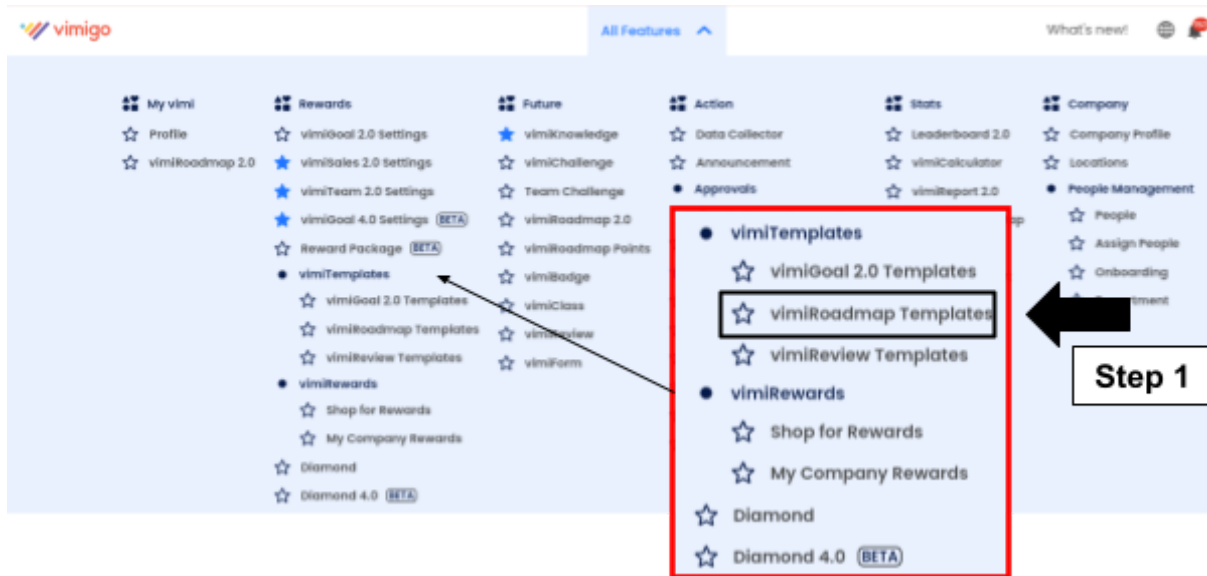 vimigo
All Features
What's new!
My vimi
Profile
vimiRoadmap 2.0
Rewards
vimiGoal 2.0 Settings
vimiSales 2.0 Settings
vimiTeam 2.0 Settings
vimiGoal 4.0 Settings BETA
Reward Package BETA
vimiTemplates
vimiGoal 2.0 Templates
vimiRoadmap Templates
vimiReview Templates
vimiRewards
Shop for Rewards
My Company Rewards
Diamond
Diamond 4.0 BETA
Future
vimiKnowledge
vimiChallenge
Team Challenge
vimiRoadmap 2.0
vimiRoadmap Points
vimiBadge
vimiClass
vimiReview
vimiForm
Action
Data Collector
Announcement
Approvals
Stats
Leaderboard 2.0
vimiCalculator
vimiReport 2.0
Company
Company Profile
Locations
People Management
People
Assign People
Onboarding
vimiTemplates
vimiGoal 2.0 Templates
vimiRoadmap Templates
vimiReview Templates
vimiRewards
Shop for Rewards
My Company Rewards
Diamond
Diamond 4.0 BETA
Step 1